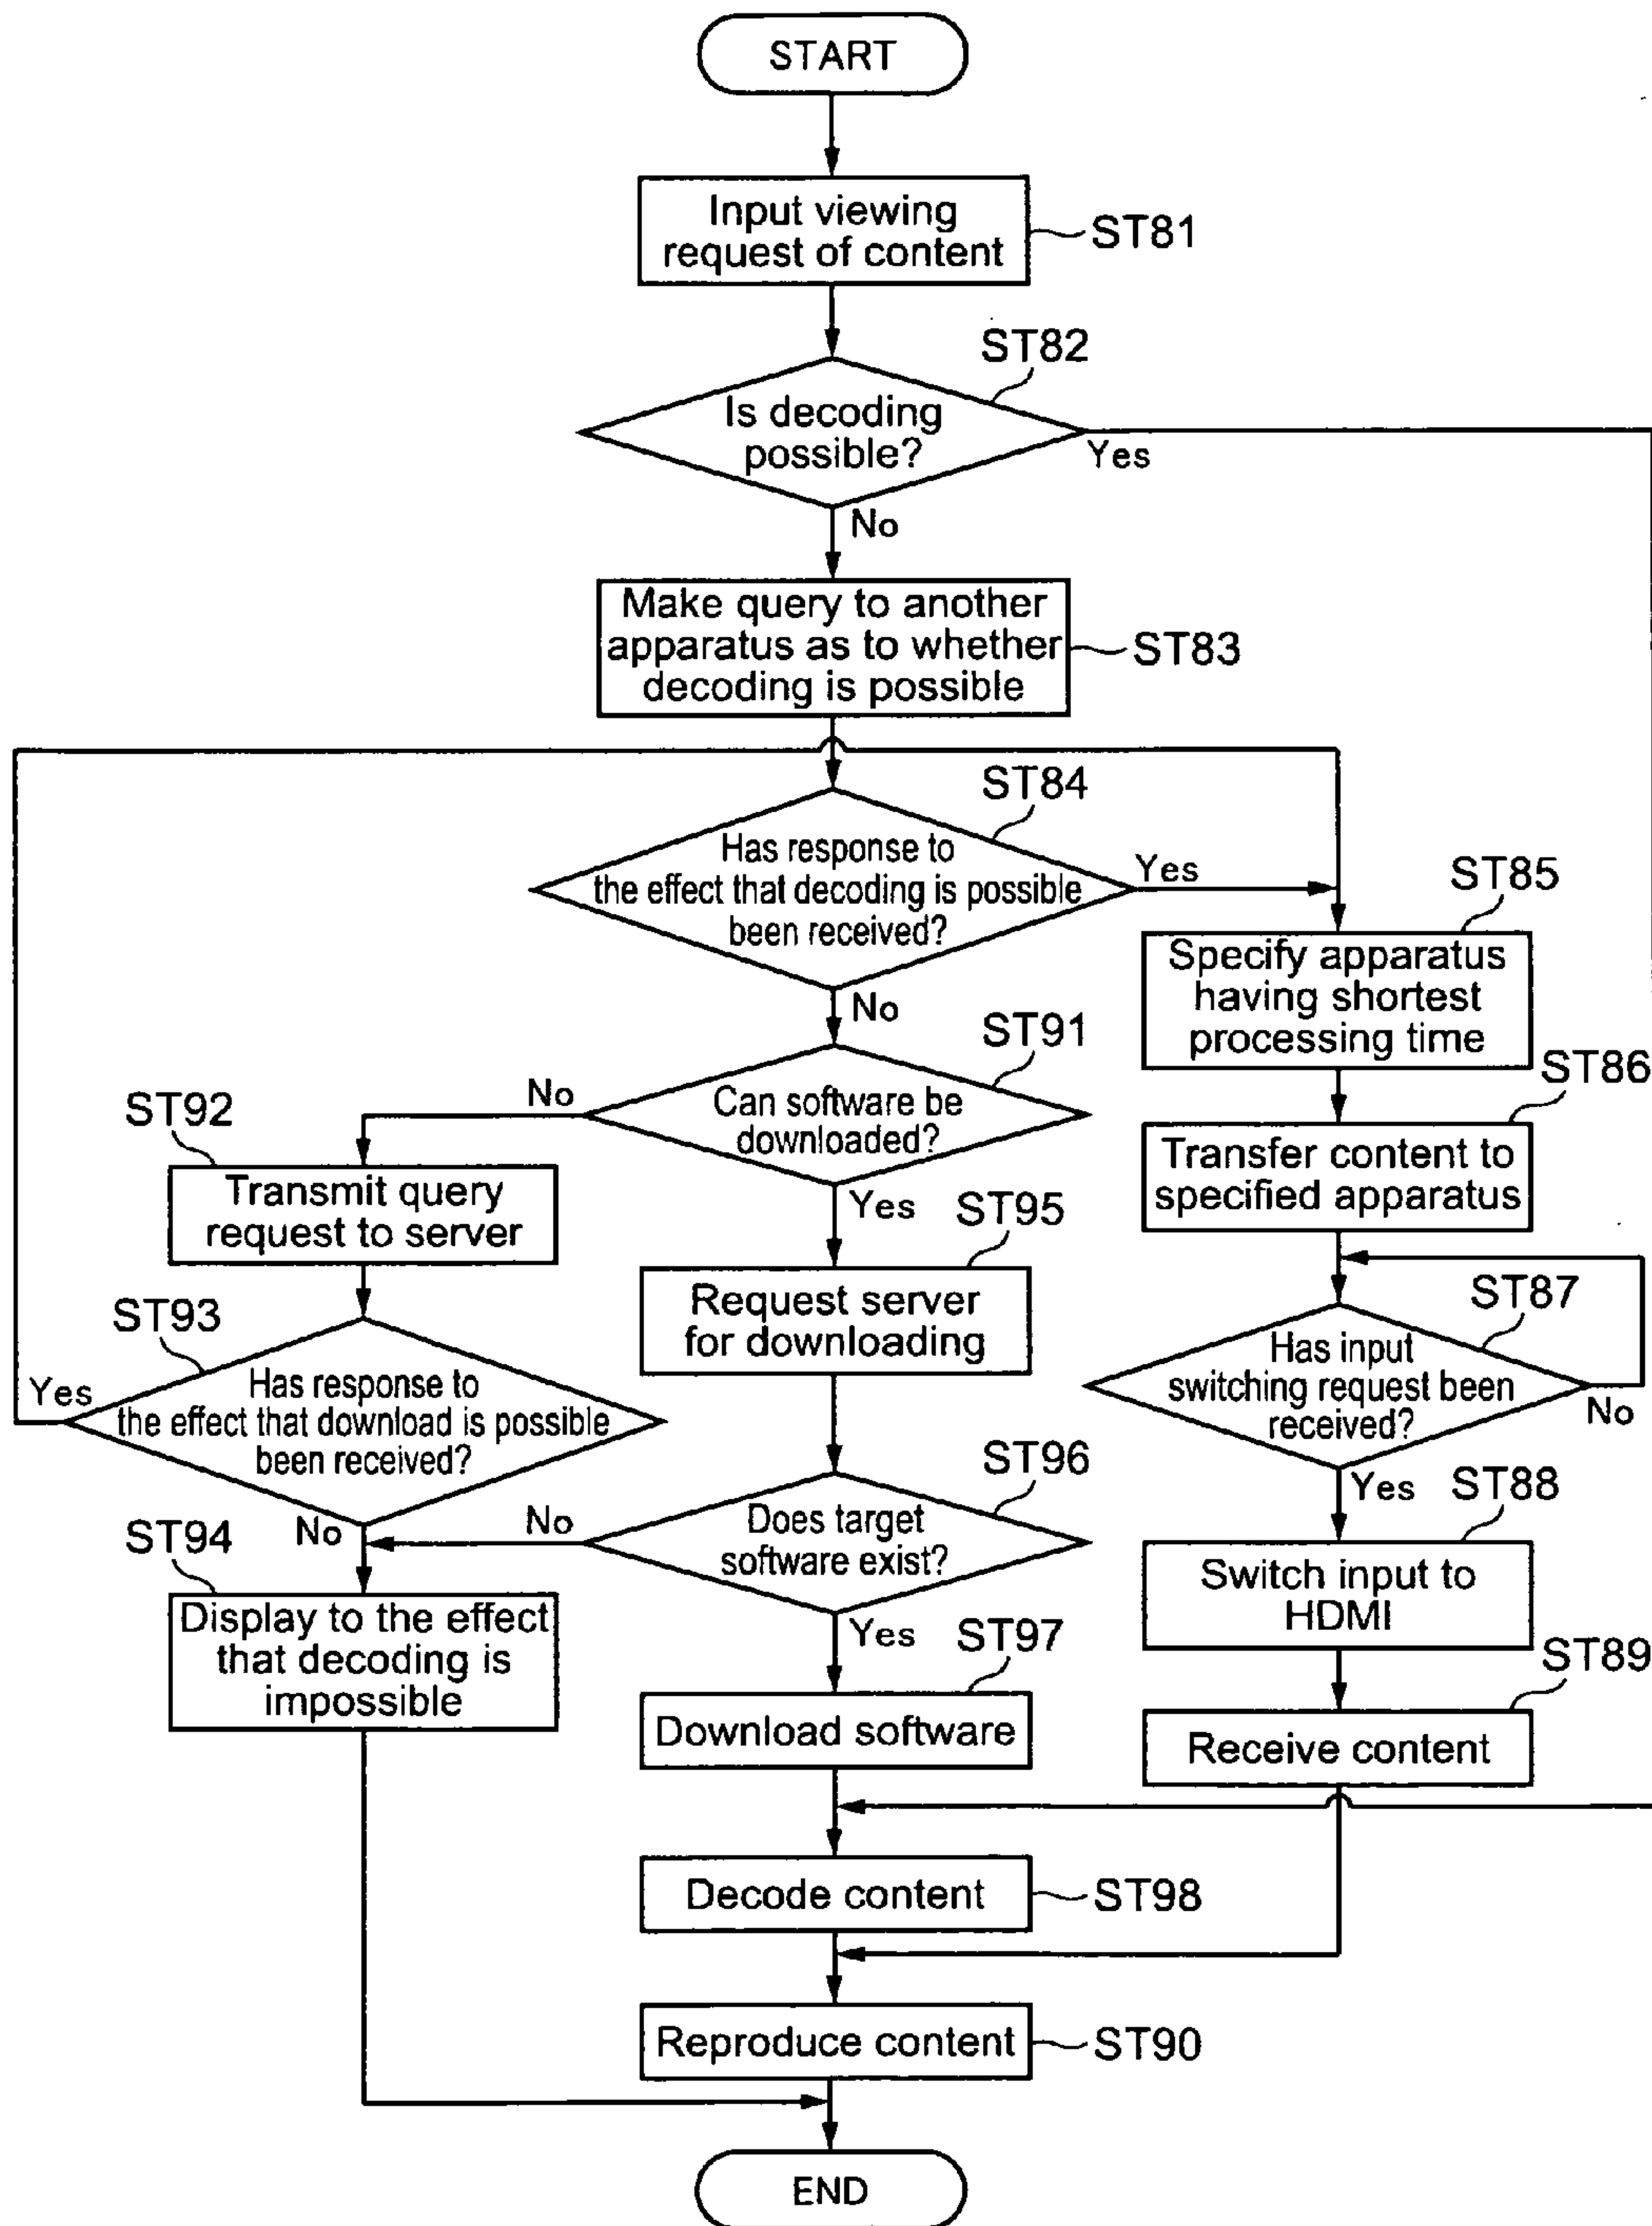 START
Input viewing
request of content
ST81
ST82
Is decoding
possible?
Yes
No
Make query to another
apparatus as to whether
decoding is possible
ST83
ST84
Has response to
the effect that decoding is possible
been received?
Yes
No
ST85
Specify apparatus
having shortest
processing time
ST86
Transfer content to
specified apparatus
ST87
Has input
switching request been
received?
No
Yes
ST88
Switch input to
HDMI
ST89
Receive content
ST91
Can software be
downloaded?
No
Yes
ST92
Transmit query
request to server
ST93
Has response to
the effect that download is possible
been received?
Yes
No
ST94
Display to the effect
that decoding is
impossible
ST95
Request server
for downloading
ST96
Does target
software exist?
No
Yes
ST97
Download software
Decode content
ST98
Reproduce content
ST90
END